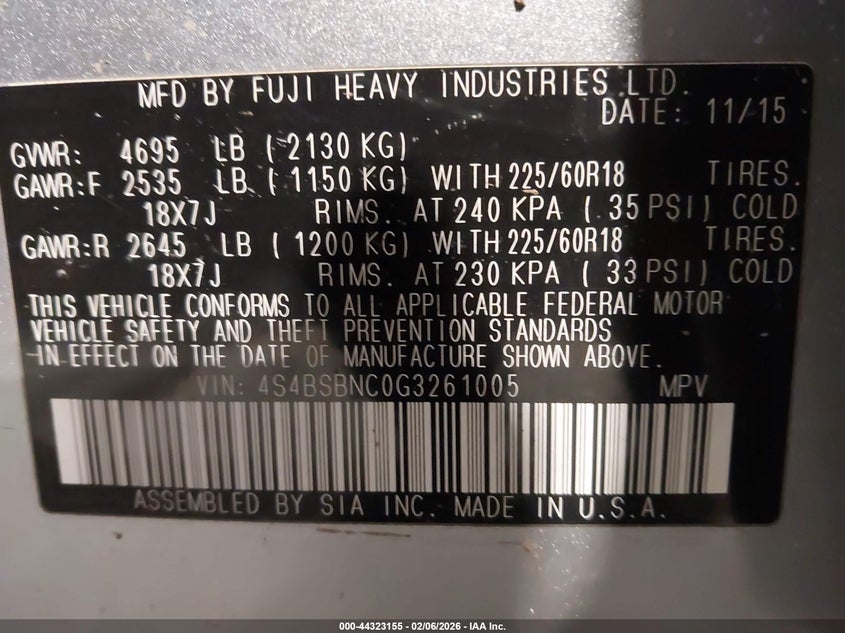 MFD BY FUJI HEAVY INDUSTRIES LTD.
DATE: 11/15
GVWR: 4695 LB ( 2130 KG)
GAWR:F 2535 LB ( 1150 KG) WITH 225/60R18 TIRES.
18X7J RIMS. AT 240 KPA ( 35 PSI) COLD
GAWR:R 2645 LB ( 1200 KG) WITH 225/60R18 TIRES.
18X7J RIMS. AT 230 KPA ( 33 PSI) COLD
THIS VEHICLE CONFORMS TO ALL APPLICABLE FEDERAL MOTOR
VEHICLE SAFETY AND THEFT PREVENTION STANDARDS
IN EFFECT ON THE DATE OF MANUFACTURE SHOWN ABOVE.
VIN: 4S4BSBNC0G3261005 MPV
ASSEMBLED BY SIA INC. MADE IN U.S.A.
000-44323155 - 02/06/2026 - IAA Inc.